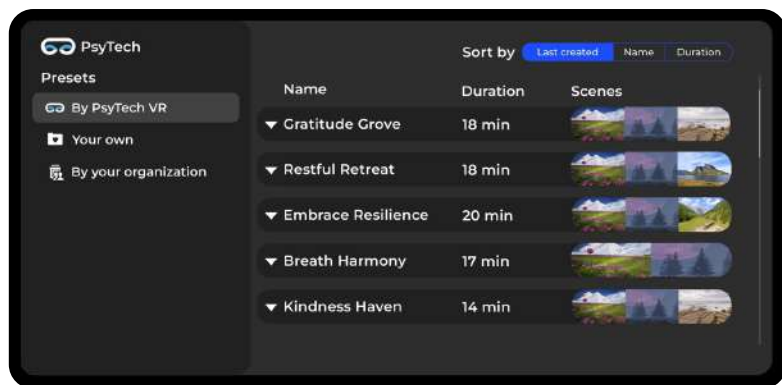 PsyTech
Presets
By PsyTech VR
Your own
By your organization
Sort by Last created Name Duration
Name Duration Scenes
Gratitude Grove 18 min
Restful Retreat 18 min
Embrace Resilience 20 min
Breath Harmony 17 min
Kindness Haven 14 min